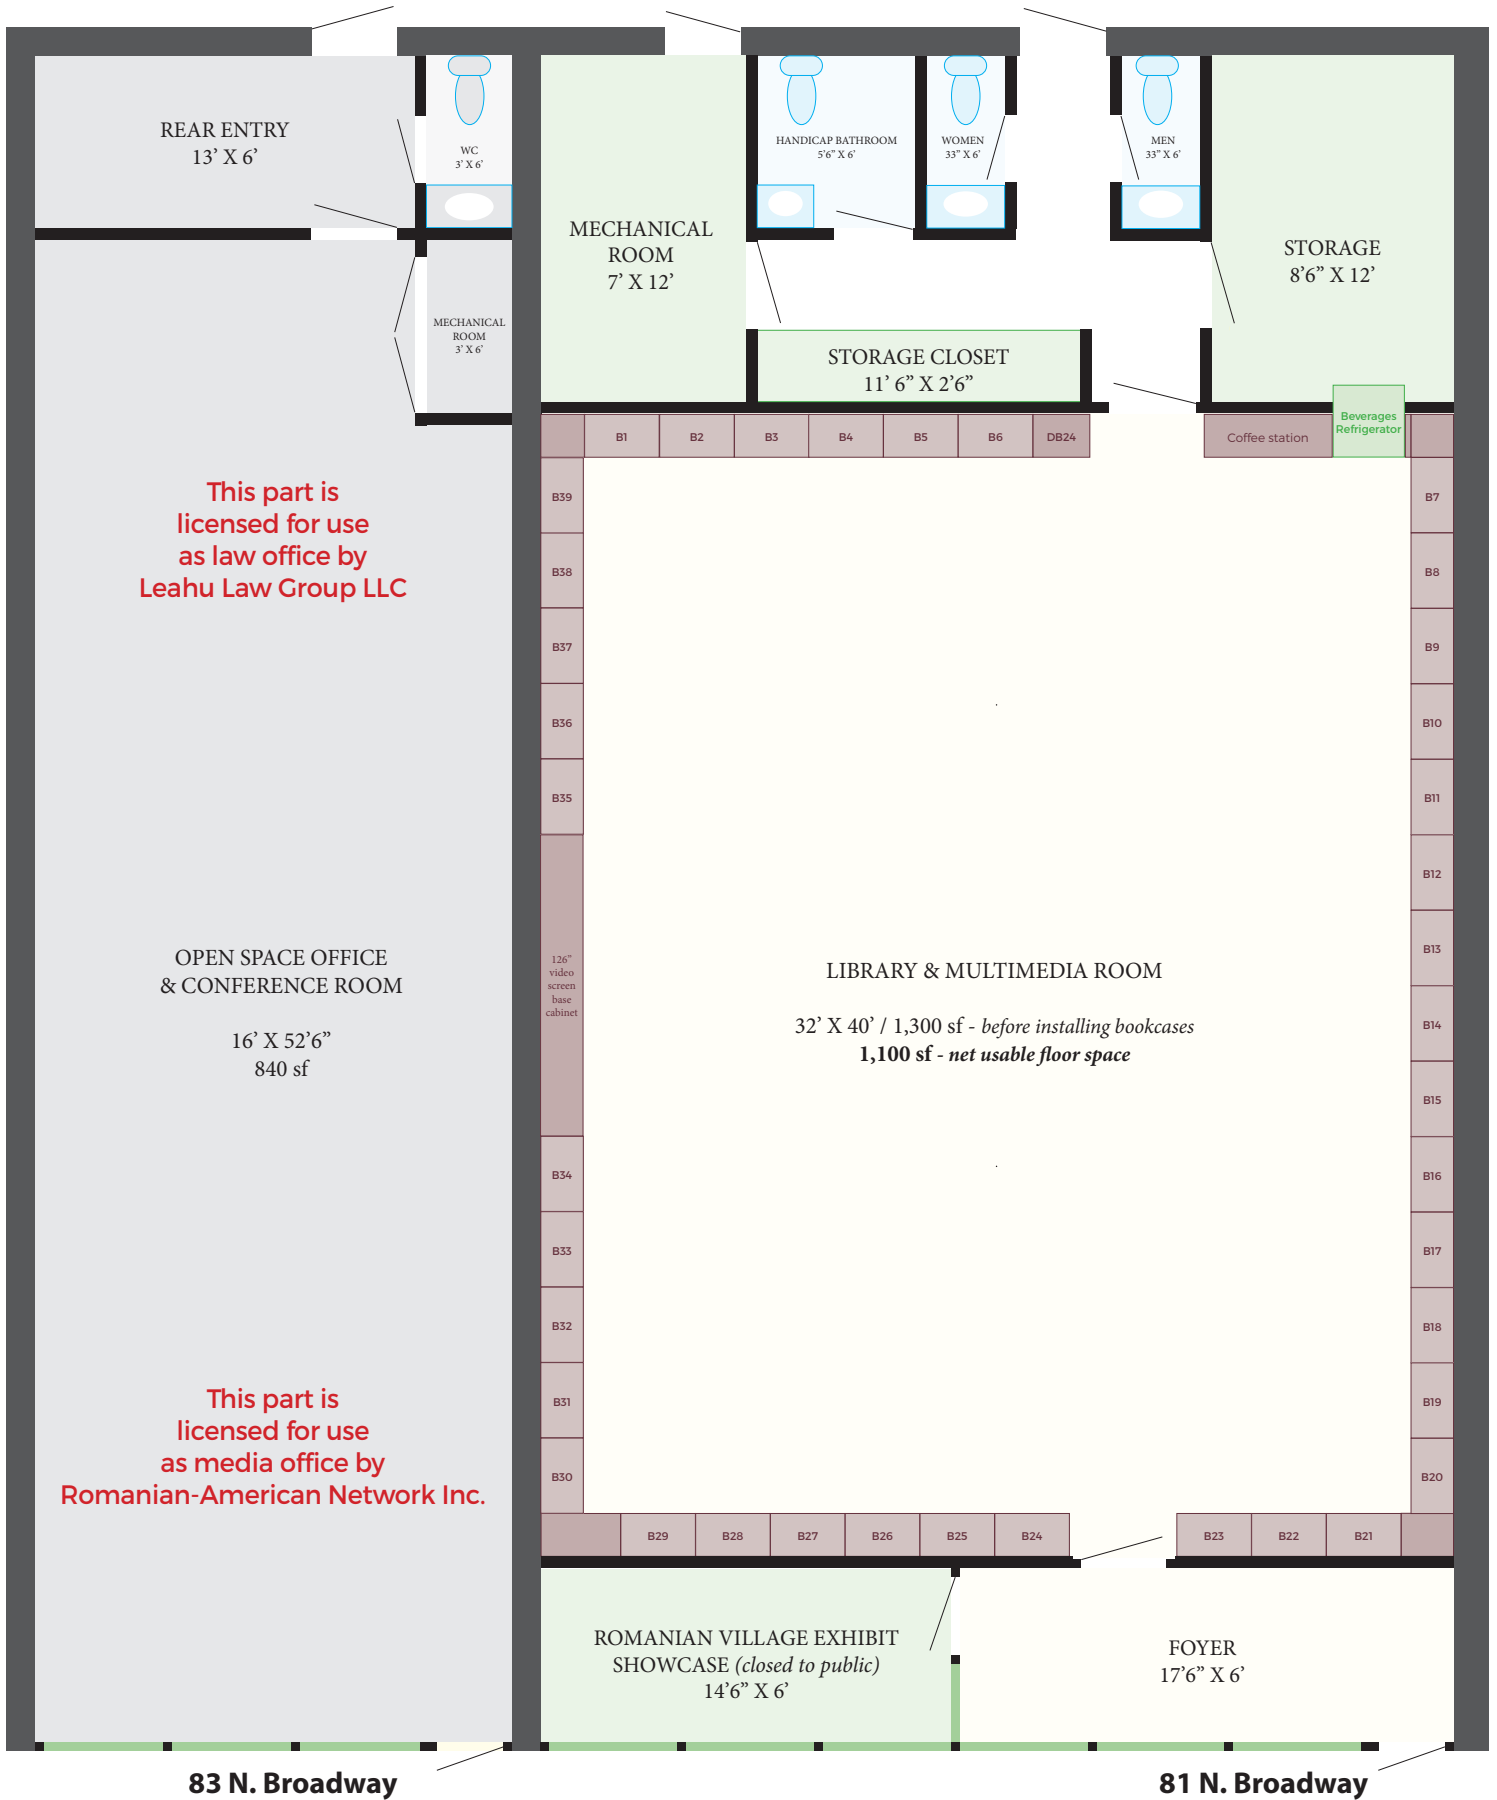 REAR ENTRY
13’ X 6’
WC
3’ X 6’
MECHANICAL
ROOM
3’ X 6’
This part is
licensed for use
as law office by
Leahu Law Group LLC
OPEN SPACE OFFICE
& CONFERENCE ROOM
16’ X 52’6”
840 sf
This part is
licensed for use
as media office by
Romanian-American Network Inc.
83 N. Broadway
MECHANICAL
ROOM
7’ X 12’
HANDICAP BATHROOM
5’6” X 6’
WOMEN
33” X 6’
MEN
33” X 6’
STORAGE
8’6” X 12’
STORAGE CLOSET
11’ 6” X 2’6”
B1
B2
B3
B4
B5
B6
DB24
Coffee station
Beverages
Refrigerator
B39
B38
B37
B36
B35
126”
video
screen
base
cabinet
B34
B33
B32
B31
B30
B7
B8
B9
B10
B11
B12
B13
B14
B15
B16
B17
B18
B19
B20
LIBRARY & MULTIMEDIA ROOM
32’ X 40’ / 1,300 sf - before installing bookcases
1,100 sf - net usable floor space
B29
B28
B27
B26
B25
B24
B23
B22
B21
ROMANIAN VILLAGE EXHIBIT
SHOWCASE (closed to public)
14’6” X 6’
FOYER
17’6” X 6’
81 N. Broadway